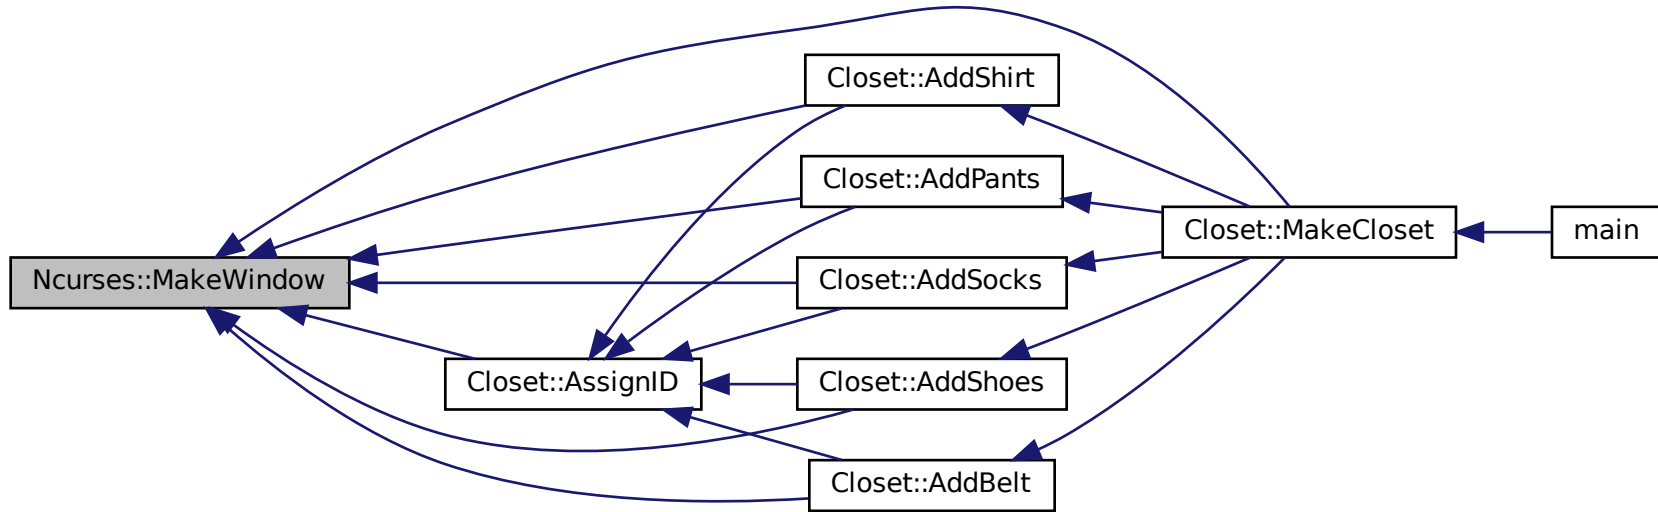 Ncurses::MakeWindow
Closet::AddShirt
Closet::AddPants
Closet::AddSocks
Closet::AssignID
Closet::AddShoes
Closet::AddBelt
Closet::MakeCloset
main